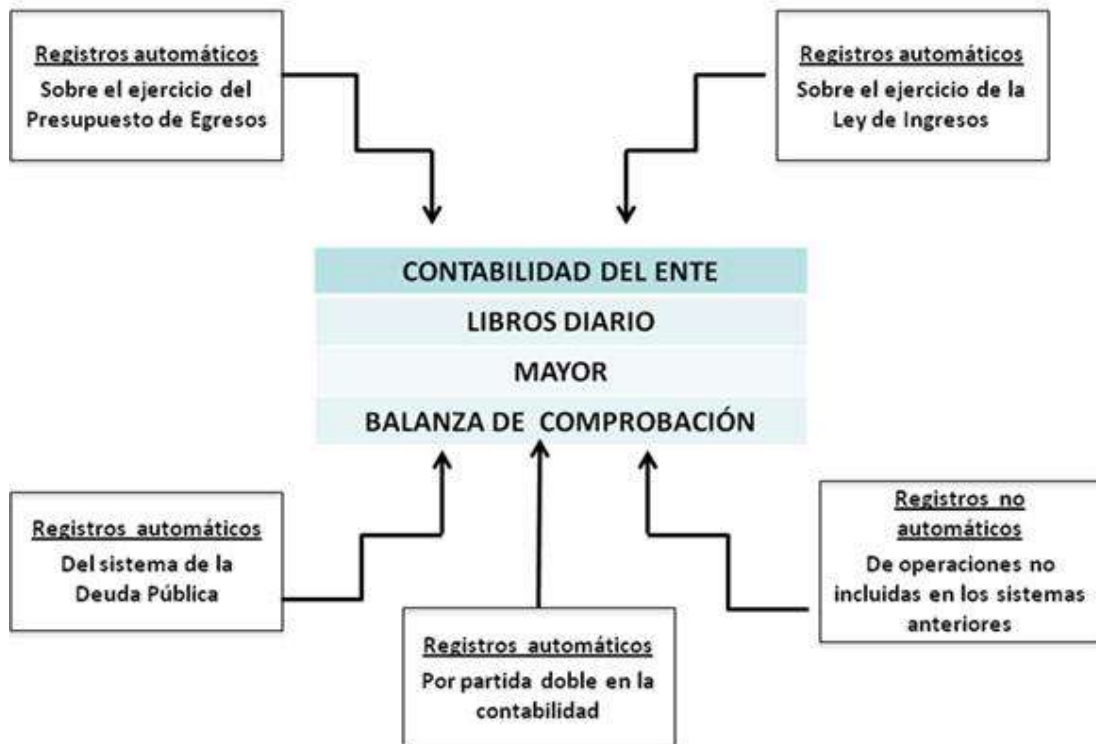 Registros automáticos
Sobre el ejercicio del
Presupuesto de Egresos
Registros automáticos
Sobre el ejercicio de la
Ley de Ingresos
CONTABILIDAD DEL ENTE
LIBROS DIARIO
MAYOR
BALANZA DE COMPROBACIÓN
Registros automáticos
Del sistema de la
Deuda Pública
Registros automáticos
Por partida doble en la
contabilidad
Registros no
automáticos
De operaciones no
incluidas en los sistemas
anteriores